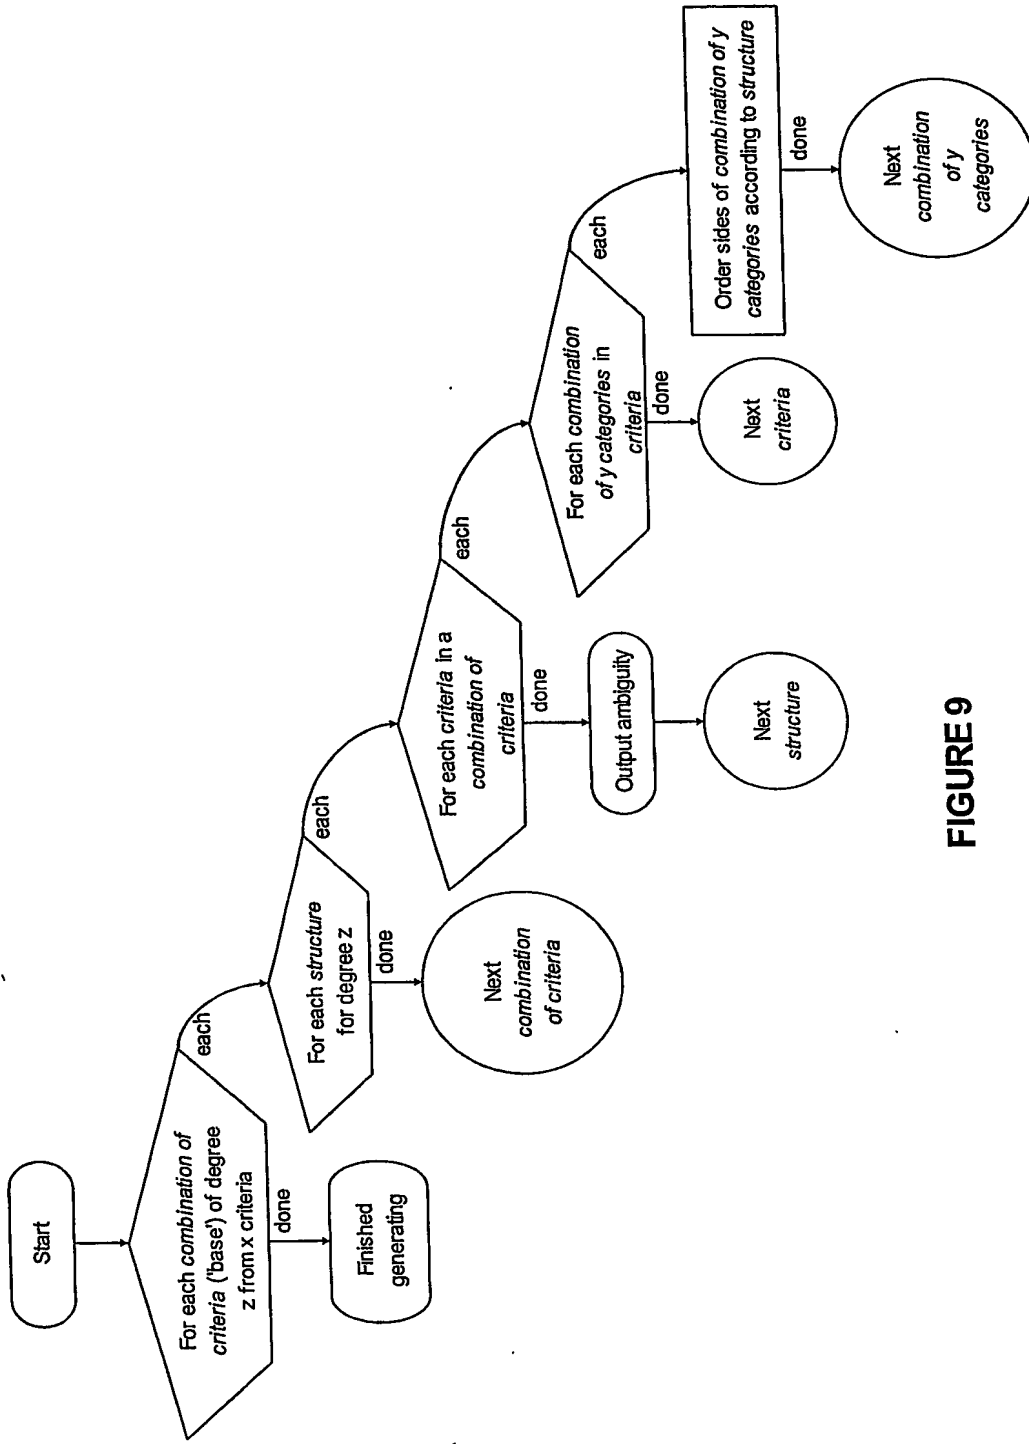 Start
For each combination of
criteria ('base') of degree
z from x criteria
each
done
Finished
generating
For each structure
for degree z
each
done
Next
combination
of criteria
For each criteria in a
combination of
criteria
each
done
Output ambiguity
Next
structure
For each combination
of y categories in
criteria
each
done
Next
criteria
Order sides of combination of y
categories according to structure
done
Next
combination
of y
categories
FIGURE 9